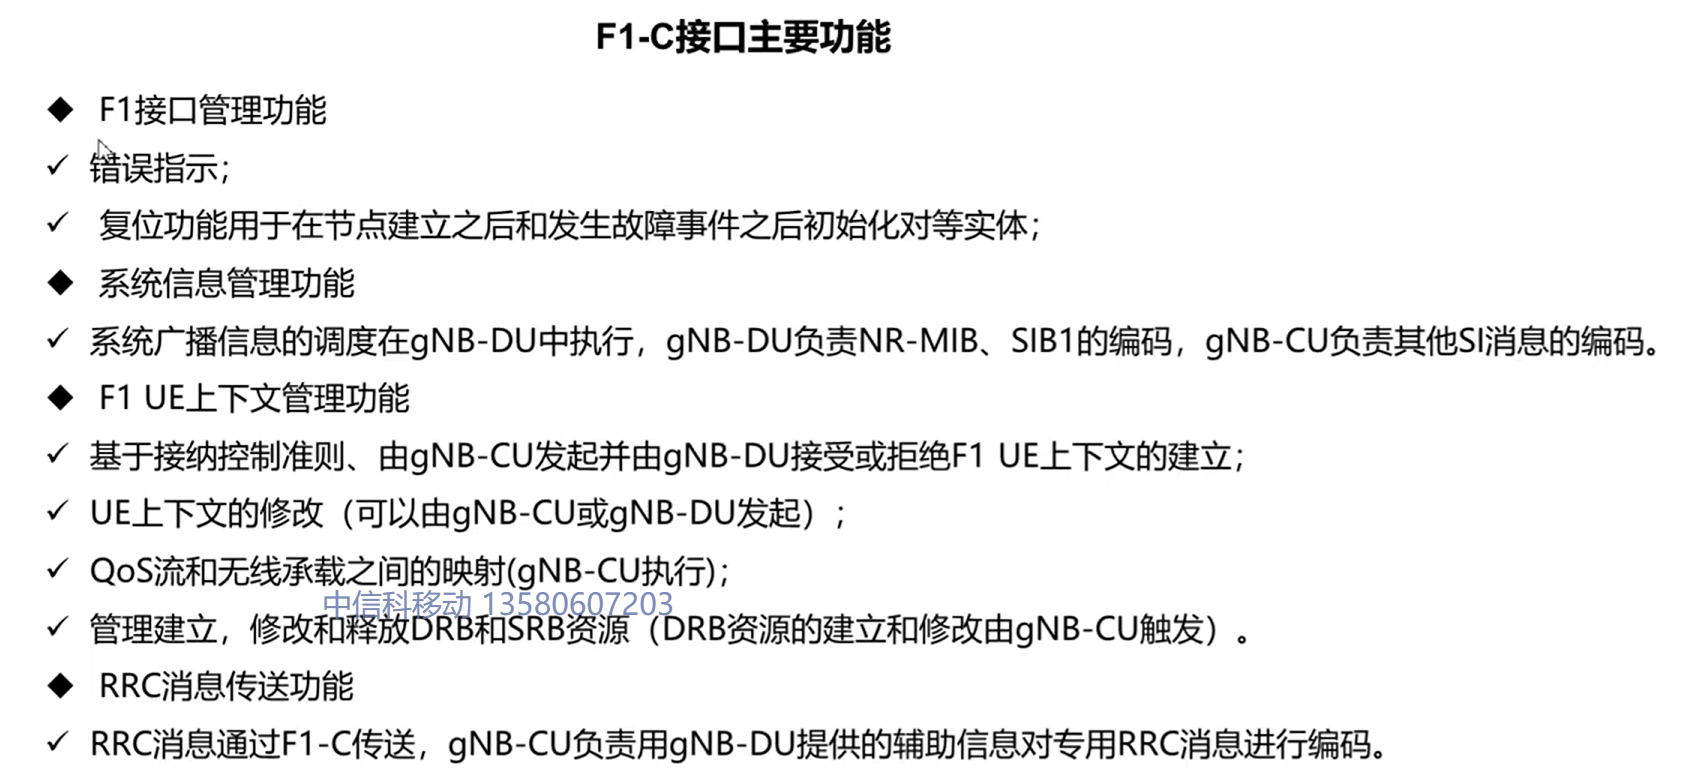 F1-C接口主要功能
◆ F1接口管理功能
✓ 错误指示；
✓ 复位功能用于在节点建立之后和发生故障事件之后初始化对等实体；
◆ 系统信息管理功能
✓ 系统广播信息的调度在gNB-DU中执行，gNB-DU负责NR-MIB、SIB1的编码，gNB-CU负责其他SI消息的编码。
◆ F1 UE上下文管理功能
✓ 基于接纳控制准则、由gNB-CU发起并由gNB-DU接受或拒绝F1 UE上下文的建立；
✓ UE上下文的修改（可以由gNB-CU或gNB-DU发起）；
✓ QoS流和无线承载之间的映射(gNB-CU执行)；
中信科移动 13580607203
✓ 管理建立，修改和释放DRB和SRB资源（DRB资源的建立和修改由gNB-CU触发）。
◆ RRC消息传送功能
✓ RRC消息通过F1-C传送，gNB-CU负责用gNB-DU提供的辅助信息对专用RRC消息进行编码。